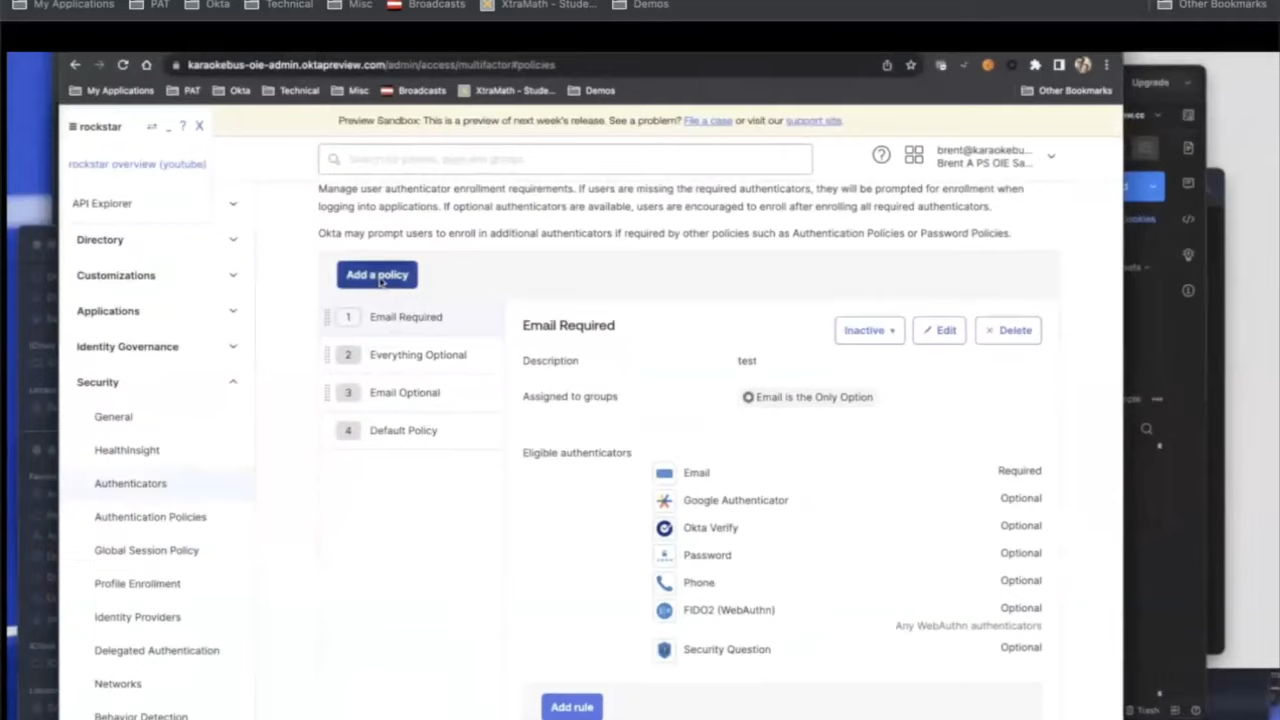 My Applications PAT Okta Technical Misc Broadcasts XtraMath - Stude... Demos Other Bookmarks
karaokebus-oie-admin.oktapreview.com/admin/access/multifactor#policies
My Applications PAT Okta Technical Misc Broadcasts XtraMath - Stude... Demos Other Bookmarks
Upgrade
rockstar _ ? X
Preview Sandbox: This is a preview of next week's release. See a problem? File a case or visit our support site.
Search for people, apps and groups
brent@karaokebu...
Brent A PS OIE Sa...
rockstar overview (youtube)
Manage user authenticator enrollment requirements. If users are missing the required authenticators, they will be prompted for enrollment when
logging into applications. If optional authenticators are available, users are encouraged to enroll after enrolling all required authenticators.
Okta may prompt users to enroll in additional authenticators if required by other policies such as Authentication Policies or Password Policies.
API Explorer
Directory
Customizations
Applications
Identity Governance
Security
General
HealthInsight
Authenticators
Authentication Policies
Global Session Policy
Profile Enrollment
Identity Providers
Delegated Authentication
Networks
Behavior Detection
Add a policy
1 Email Required
2 Everything Optional
3 Email Optional
4 Default Policy
Email Required
Inactive
Edit
× Delete
Description test
Assigned to groups Email is the Only Option
Eligible authenticators
Email Required
Google Authenticator Optional
Okta Verify Optional
Password Optional
Phone Optional
FIDO2 (WebAuthn) Optional
Any WebAuthn authenticators
Security Question Optional
Add rule
Trash